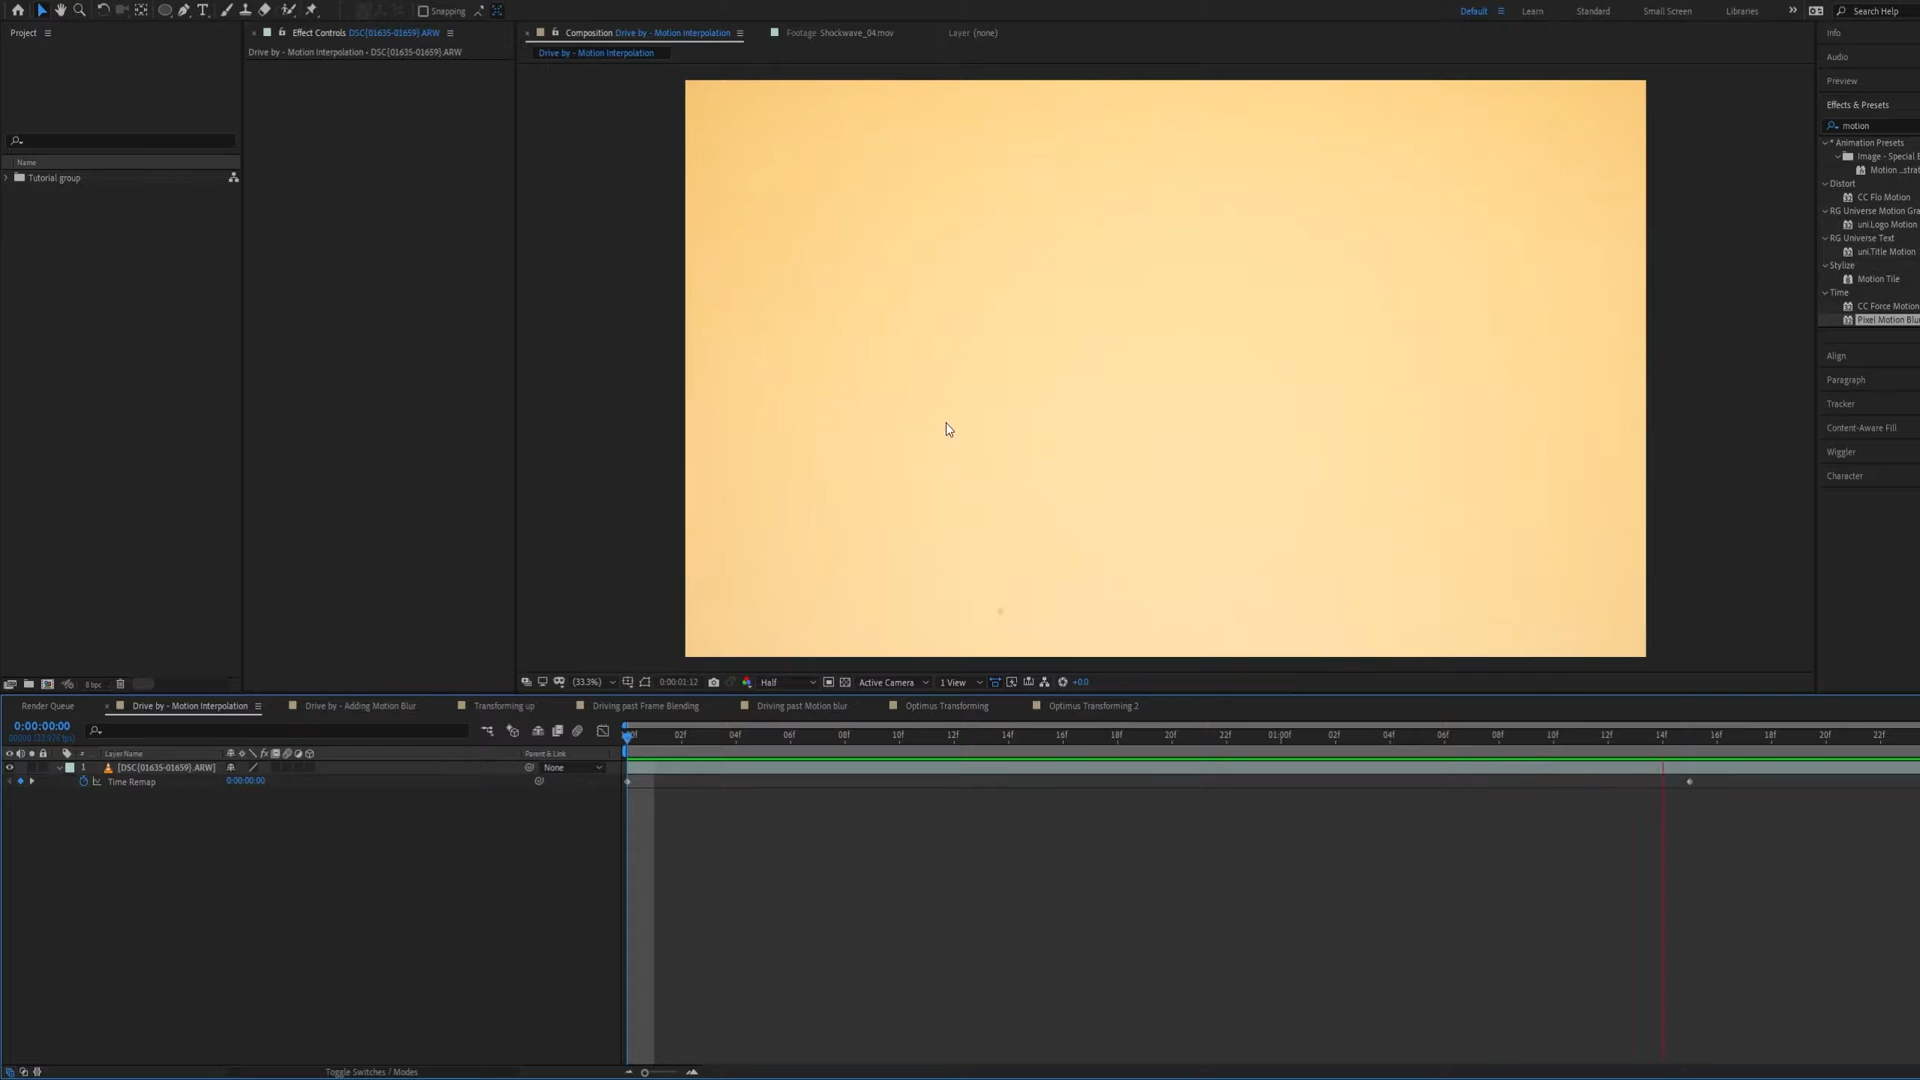 Snapping
Default
Learn
Standard
Small Screen
Libraries
Search Help
Project
Effect Controls DSC{01635-01659}.ARW
Composition Drive by - Motion Interpolation
Footage Shockwave_04.mov
Layer (none)
Info
Drive by - Motion Interpolation - DSC{01635-01659}.ARW
Drive by - Motion Interpolation
Audio
Preview
Effects & Presets
motion
* Animation Presets
Image - Special E
Motion ...strat
Distort
CC Flo Motion
RG Universe Motion Gra
uni.Logo Motion
RG Universe Text
uni.Title Motion
Stylize
Motion Tile
Time
CC Force Motion
Pixel Motion Blu
Align
Paragraph
Tracker
Content-Aware Fill
Wiggler
Character
Name
Tutorial group
8 bpc
(33.3%)
0:00:01:12
Half
Active Camera
1 View
+0.0
Render Queue
Drive by - Motion Interpolation
Drive by - Adding Motion Blur
Transforming up
Driving past Frame Blending
Driving past Motion blur
Optimus Transforming
Optimus Transforming 2
0:00:00:00
00000 (23.976 fps)
02f 04f 06f 08f 10f 12f 14f 16f 18f 20f 22f 01:00f 02f 04f 06f 08f 10f 12f 14f 16f 18f 20f 22f
# Layer Name
Parent & Link
1 [DSC{01635-01659}.ARW
None
Time Remap
0:00:00:00
Toggle Switches / Modes